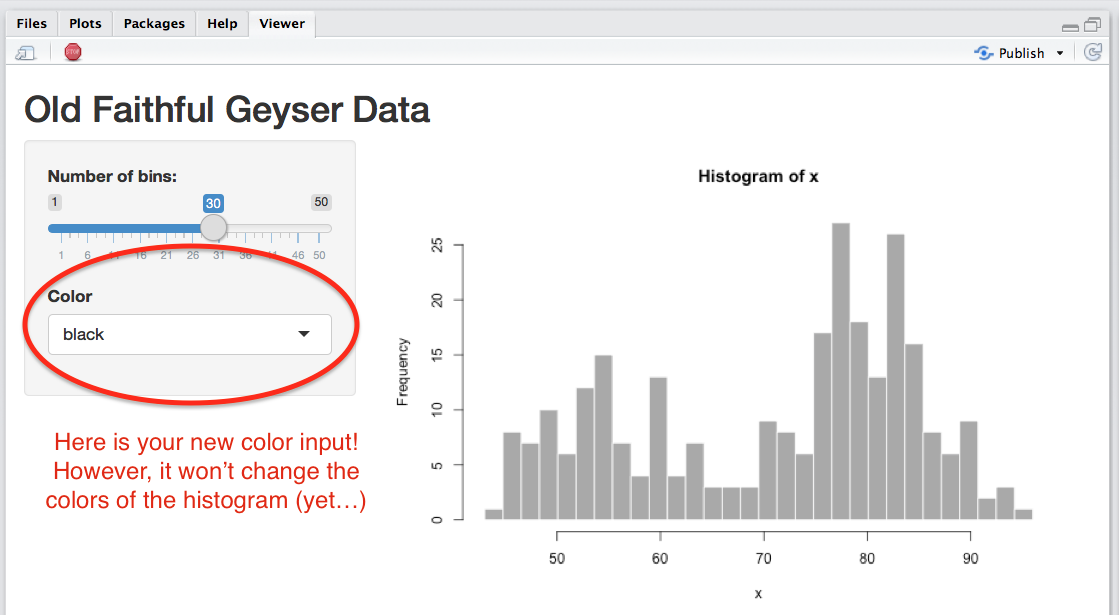 Files Plots Packages Help Viewer
STOP Publish
Old Faithful Geyser Data
Number of bins:
1 30 50
1 6 11 16 21 26 31 36 41 46 50
Color
black
Here is your new color input!
However, it won’t change the
colors of the histogram (yet…)
Histogram of x
Frequency
25
20
15
10
5
0
50 60 70 80 90
x